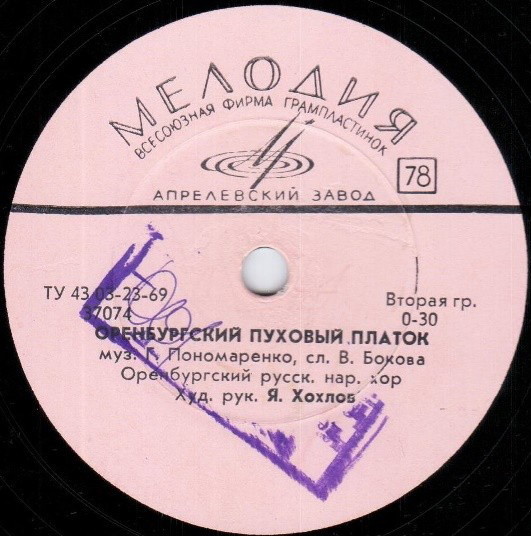 МЕЛОДИЯ
ВСЕСОЮЗНАЯ ФИРМА ГРАМПЛАСТИНОК
АПРЕЛЕВСКИЙ ЗАВОД
78
ТУ 43 03-23-69
37074
Вторая гр.
0-30
ОРЕНБУРГСКИЙ ПУХОВЫЙ ПЛАТОК
муз. Г. Пономаренко, сл. В. Бокова
Оренбургский русск. нар. хор
Худ. рук. Я. Хохлов